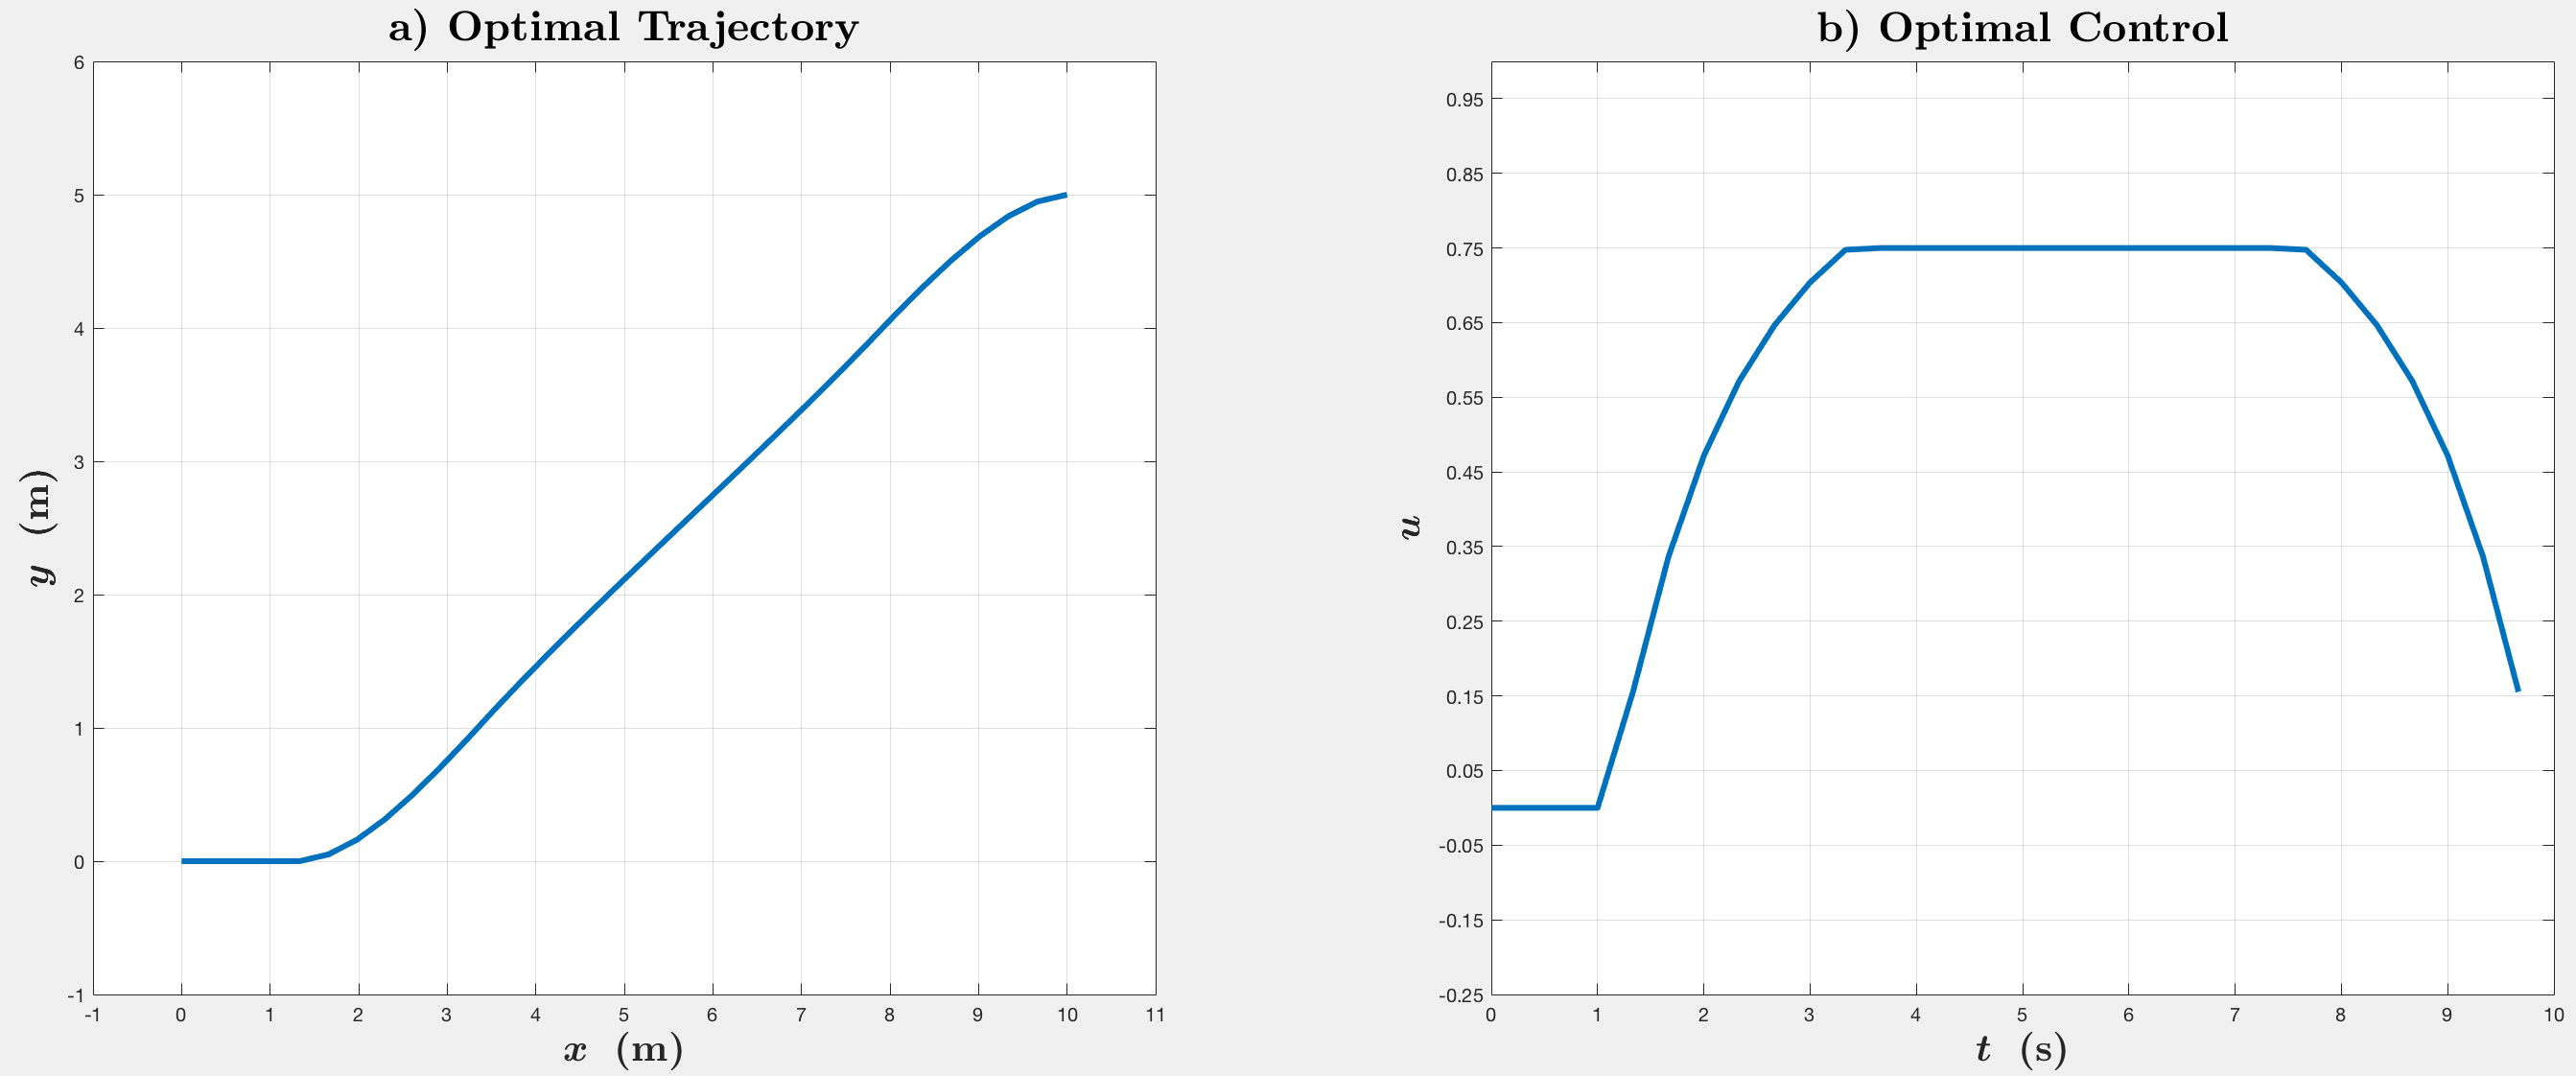 a) Optimal Trajectory
6
5
4
3
2
1
0
-1
y (m)
-1 0 1 2 3 4 5 6 7 8 9 10 11
x (m)
b) Optimal Control
0.95
0.85
0.75
0.65
0.55
0.45
0.35
0.25
0.15
0.05
-0.05
-0.15
-0.25
u
0 1 2 3 4 5 6 7 8 9 10
t (s)